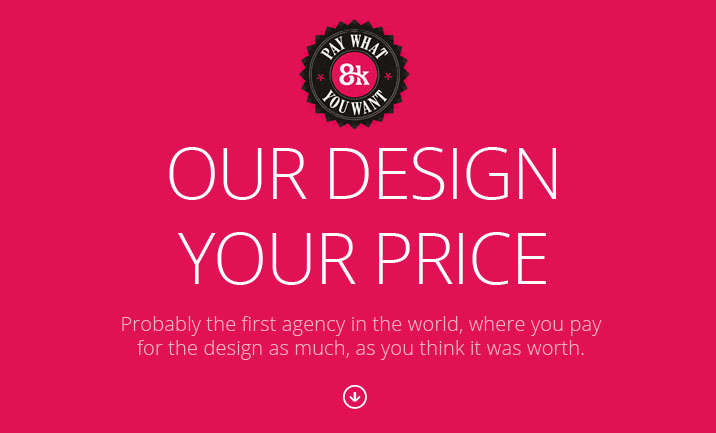 PAY WHAT
8k
YOU WANT
OUR DESIGN
YOUR PRICE
Probably the first agency in the world, where you pay
for the design as much, as you think it was worth.